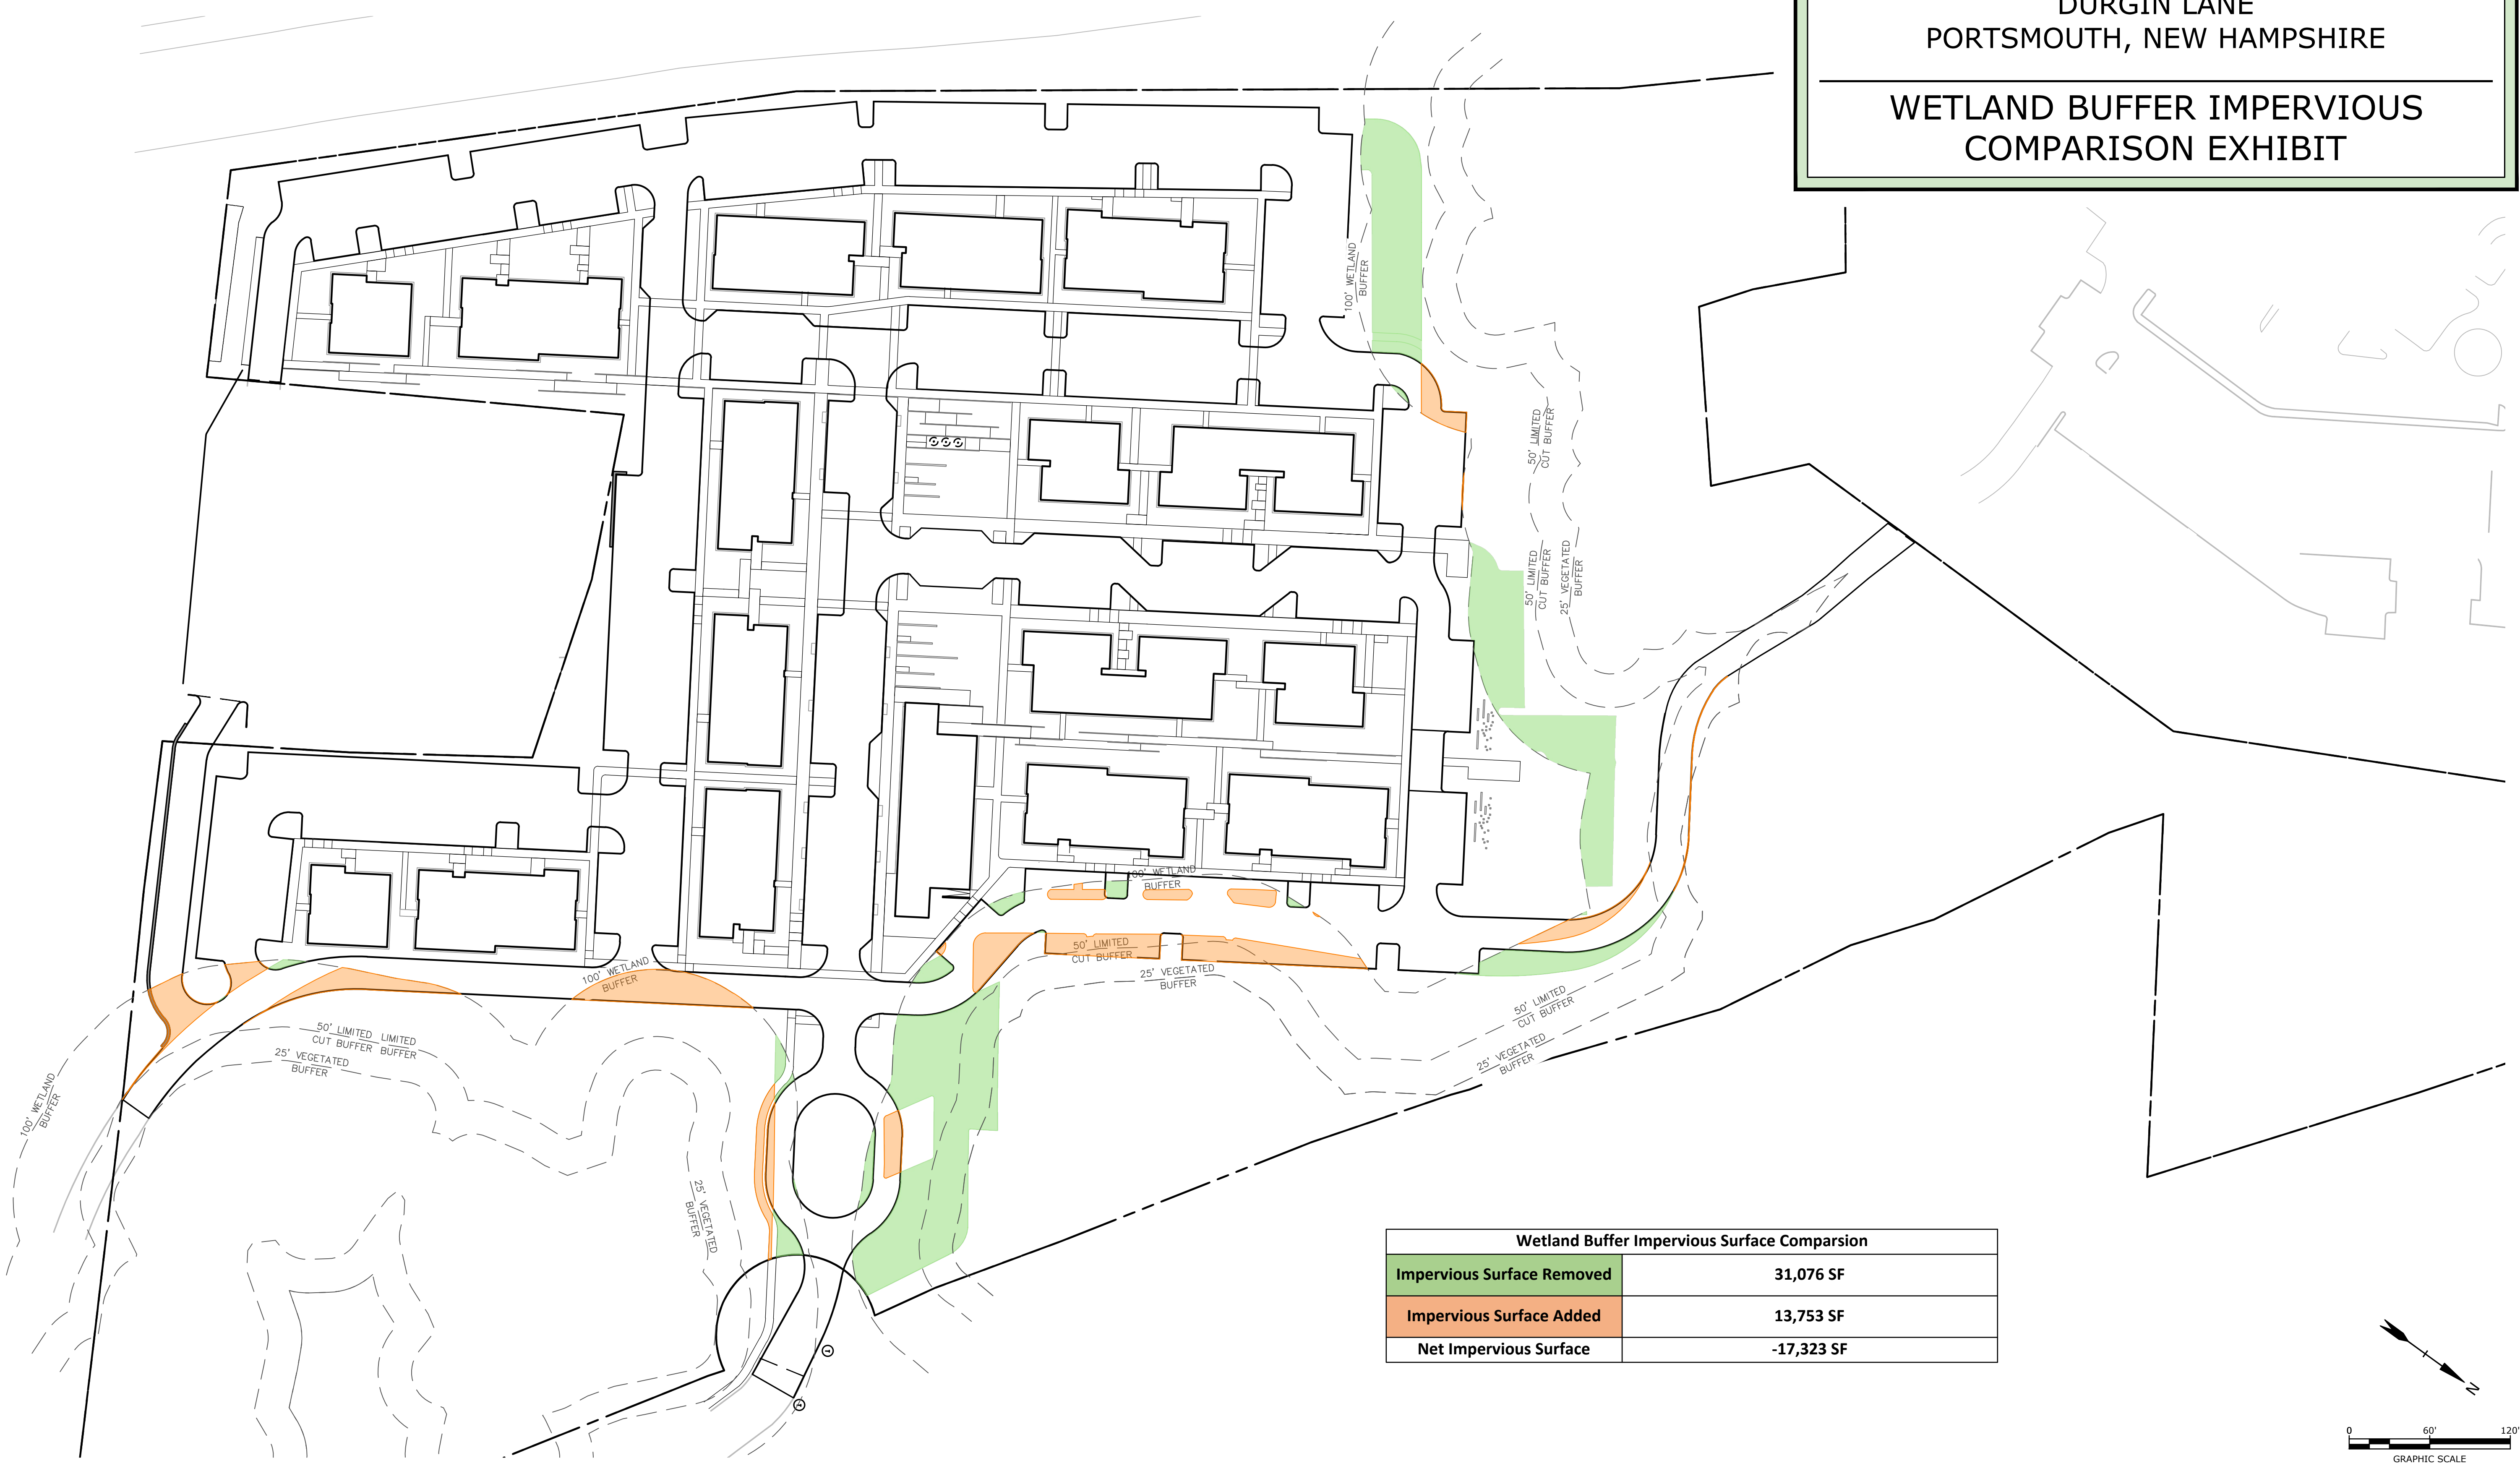 DURGIN LANE
PORTSMOUTH, NEW HAMPSHIRE
WETLAND BUFFER IMPERVIOUS
COMPARISON EXHIBIT
100' WETLAND
BUFFER
50' LIMITED
CUT BUFFER
50' LIMITED
CUT BUFFER
25' VEGETATED
BUFFER
100' WETLAND
BUFFER
50' LIMITED
CUT BUFFER
25' VEGETATED
BUFFER
100' WETLAND
BUFFER
50' LIMITED LIMITED
CUT BUFFER BUFFER
25' VEGETATED
BUFFER
100' WETLAND
BUFFER
25' VEGETATED
BUFFER
50' LIMITED
CUT BUFFER
25' VEGETATED
BUFFER
Wetland Buffer Impervious Surface Comparsion
Impervious Surface Removed 31,076 SF
Impervious Surface Added 13,753 SF
Net Impervious Surface -17,323 SF
N
0 60' 120'
GRAPHIC SCALE